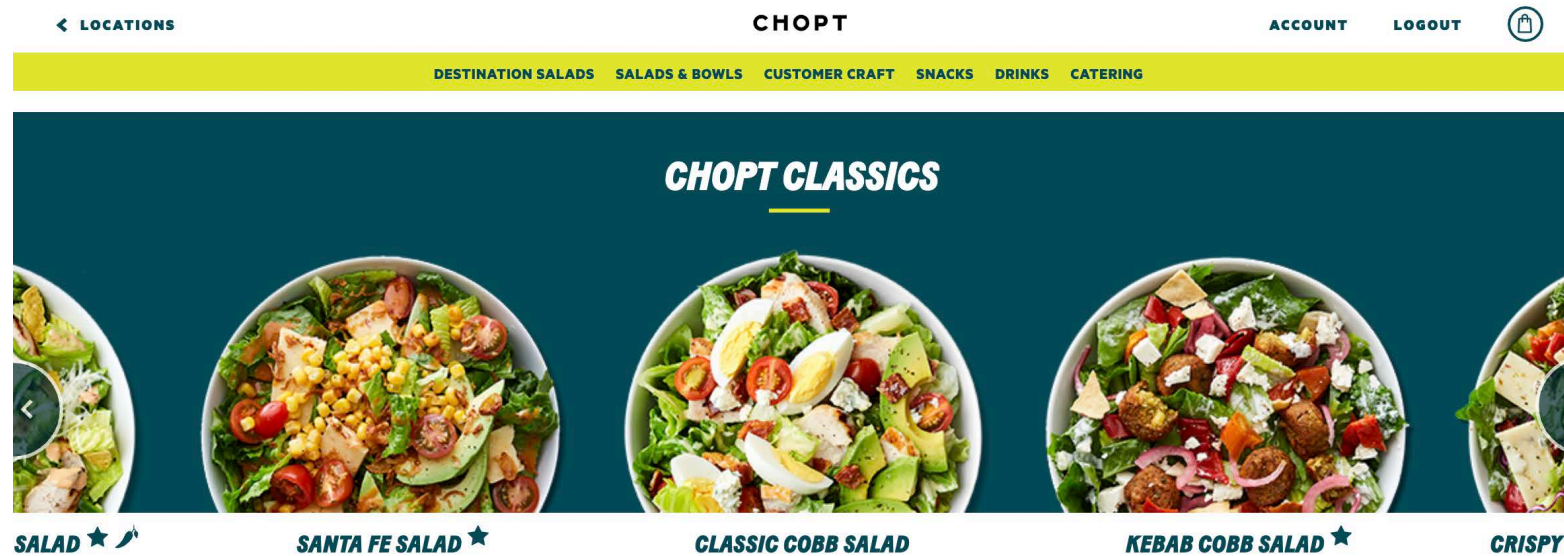 LOCATIONS
CHOPT
ACCOUNT
LOGOUT
DESTINATION SALADS SALADS & BOWLS CUSTOMER CRAFT SNACKS DRINKS CATERING
CHOPT CLASSICS
SALAD
SANTA FE SALAD
CLASSIC COBB SALAD
KEBAB COBB SALAD
CRISPY